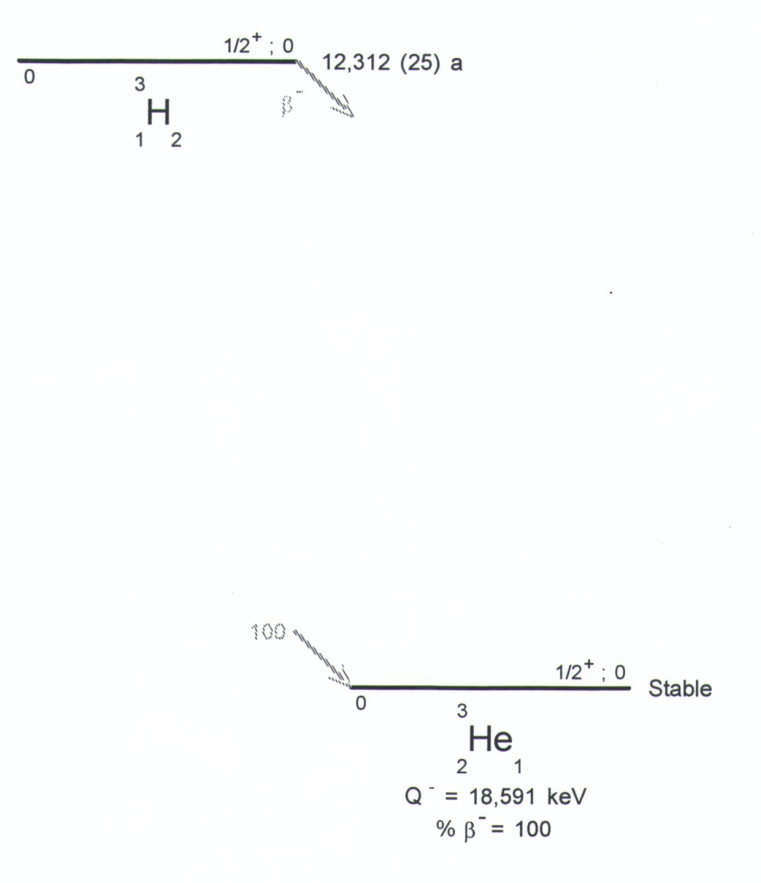 1/2⁺ ; 0
12,312 (25) a
0
3
H
1 2
β⁻
100
1/2⁺ ; 0
Stable
0
3
He
2 1
Q⁻ = 18,591 keV
% β⁻ = 100